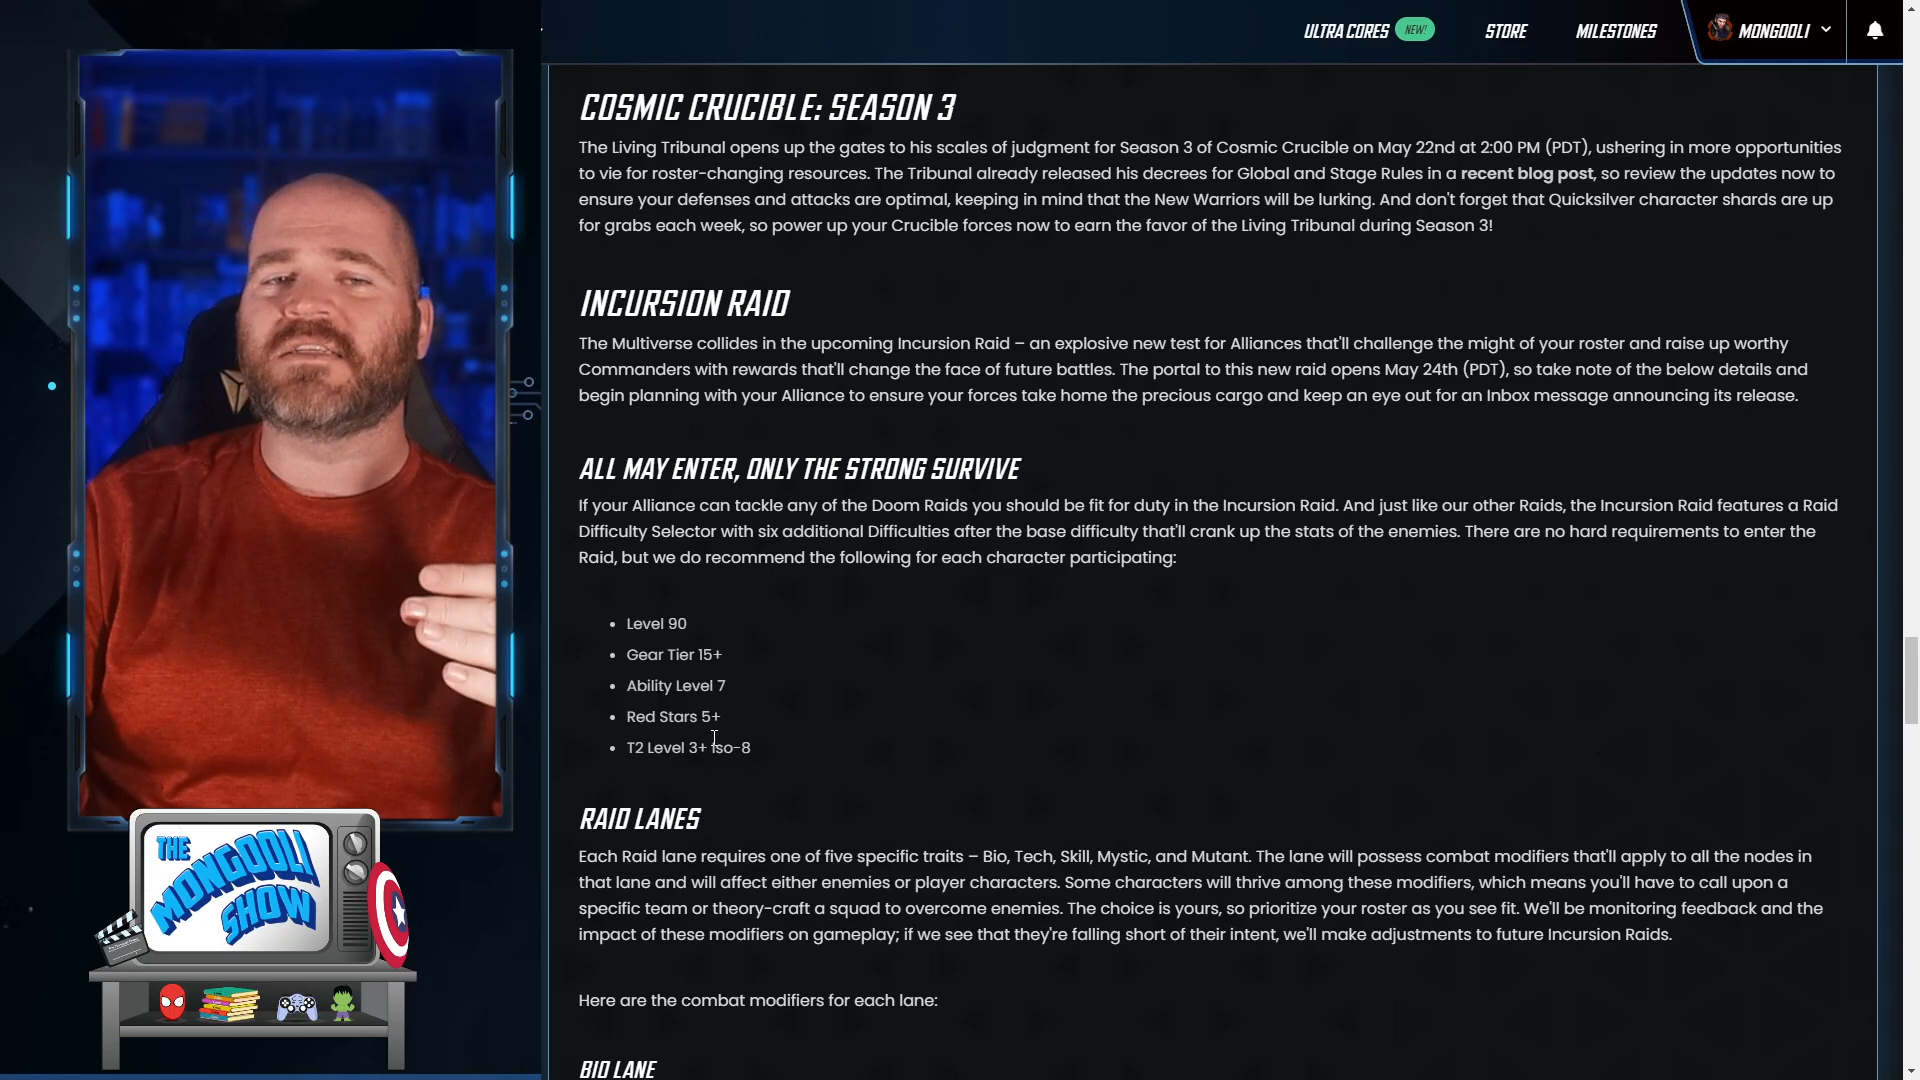 ULTRA CORES NEW! STORE MILESTONES MONGOOLI
COSMIC CRUCIBLE: SEASON 3
The Living Tribunal opens up the gates to his scales of judgment for Season 3 of Cosmic Crucible on May 22nd at 2:00 PM (PDT), ushering in more opportunities
to vie for roster-changing resources. The Tribunal already released his decrees for Global and Stage Rules in a recent blog post, so review the updates now to
ensure your defenses and attacks are optimal, keeping in mind that the New Warriors will be lurking. And don't forget that Quicksilver character shards are up
for grabs each week, so power up your Crucible forces now to earn the favor of the Living Tribunal during Season 3!
INCURSION RAID
The Multiverse collides in the upcoming Incursion Raid – an explosive new test for Alliances that'll challenge the might of your roster and raise up worthy
Commanders with rewards that'll change the face of future battles. The portal to this new raid opens May 24th (PDT), so take note of the below details and
begin planning with your Alliance to ensure your forces take home the precious cargo and keep an eye out for an Inbox message announcing its release.
ALL MAY ENTER, ONLY THE STRONG SURVIVE
If your Alliance can tackle any of the Doom Raids you should be fit for duty in the Incursion Raid. And just like our other Raids, the Incursion Raid features a Raid
Difficulty Selector with six additional Difficulties after the base difficulty that'll crank up the stats of the enemies. There are no hard requirements to enter the
Raid, but we do recommend the following for each character participating:
• Level 90
• Gear Tier 15+
• Ability Level 7
• Red Stars 5+
• T2 Level 3+ Iso-8
RAID LANES
Each Raid lane requires one of five specific traits – Bio, Tech, Skill, Mystic, and Mutant. The lane will possess combat modifiers that'll apply to all the nodes in
that lane and will affect either enemies or player characters. Some characters will thrive among these modifiers, which means you'll have to call upon a
specific team or theory-craft a squad to overcome enemies. The choice is yours, so prioritize your roster as you see fit. We'll be monitoring feedback and the
impact of these modifiers on gameplay; if we see that they're falling short of their intent, we'll make adjustments to future Incursion Raids.
Here are the combat modifiers for each lane:
BIO LANE
THE
MONGOOLI
SHOW